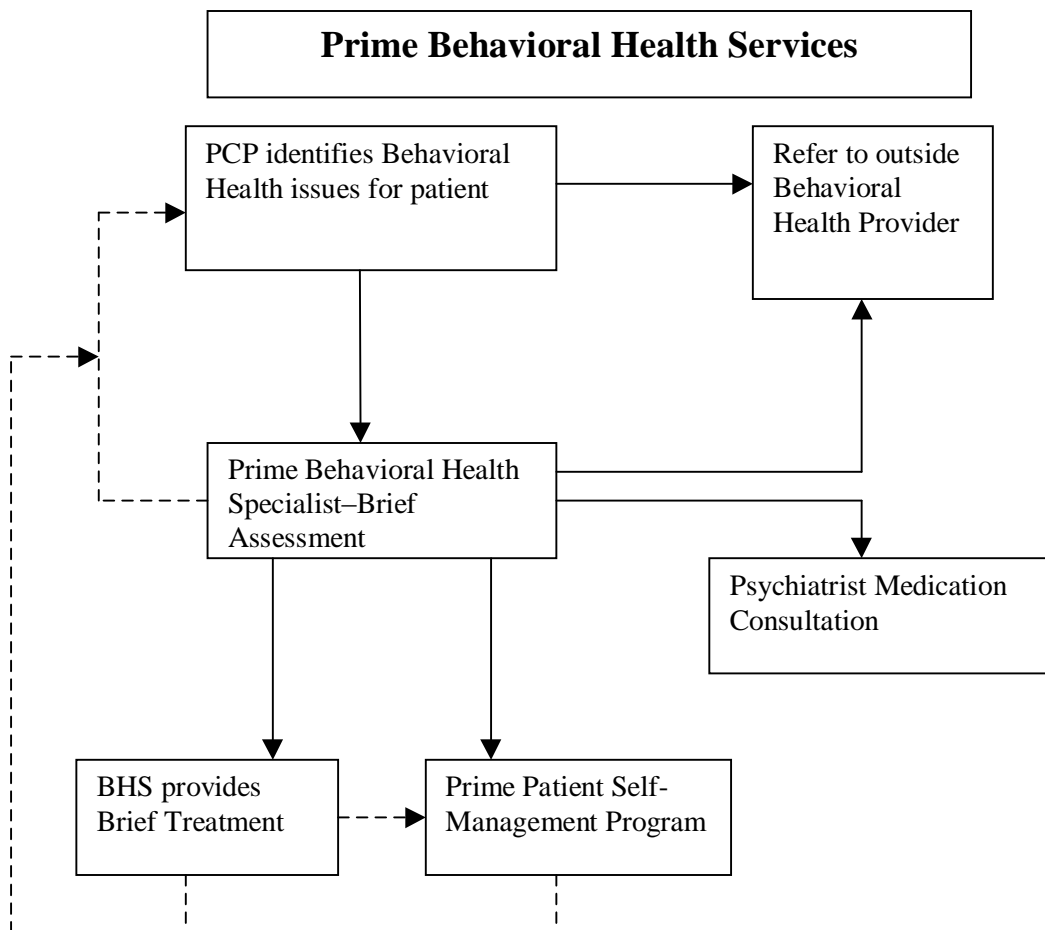 Prime Behavioral Health Services
PCP identifies Behavioral
Health issues for patient
Refer to outside
Behavioral
Health Provider
Prime Behavioral Health
Specialist–Brief
Assessment
Psychiatrist Medication
Consultation
BHS provides
Brief Treatment
Prime Patient Self-
Management Program